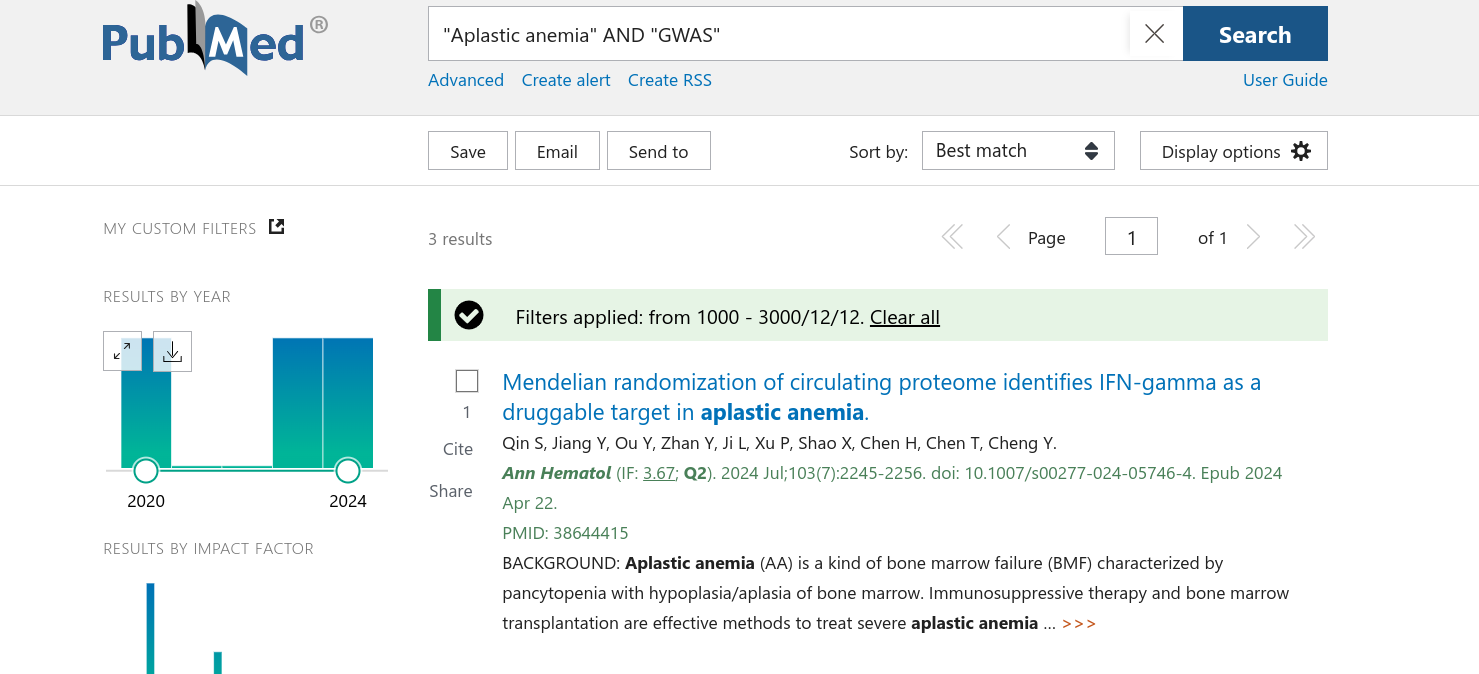 PubMed®
"Aplastic anemia" AND "GWAS"
Search
Advanced Create alert Create RSS
User Guide
Save Email Send to
Sort by: Best match
Display options
MY CUSTOM FILTERS
3 results
Page 1 of 1
RESULTS BY YEAR
2020 2024
RESULTS BY IMPACT FACTOR
Filters applied: from 1000 - 3000/12/12. Clear all
1
Cite
Share
Mendelian randomization of circulating proteome identifies IFN-gamma as a
druggable target in aplastic anemia.
Qin S, Jiang Y, Ou Y, Zhan Y, Ji L, Xu P, Shao X, Chen H, Chen T, Cheng Y.
Ann Hematol (IF: 3.67; Q2). 2024 Jul;103(7):2245-2256. doi: 10.1007/s00277-024-05746-4. Epub 2024
Apr 22.
PMID: 38644415
BACKGROUND: Aplastic anemia (AA) is a kind of bone marrow failure (BMF) characterized by
pancytopenia with hypoplasia/aplasia of bone marrow. Immunosuppressive therapy and bone marrow
transplantation are effective methods to treat severe aplastic anemia ... >>>